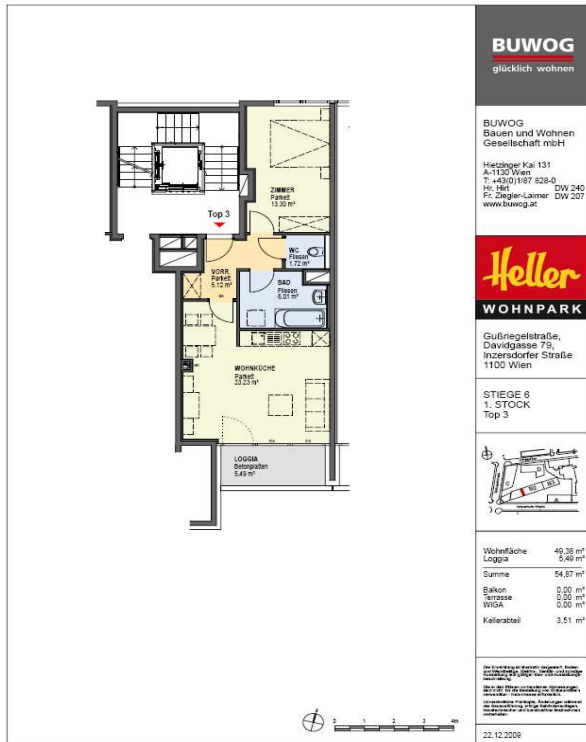 BUWOG
glücklich wohnen
BUWOG
Bauen und Wohnen
Gesellschaft mbH
Hietzinger Kai 131
A-1130 Wien
T: +43(0)1/87 828-0
Hr. Hirt DW 240
Fr. Ziegler-Laimer DW 207
www.buwog.at
Heller
WOHNPARK
Gußriegelstraße,
Davidgasse 79,
Inzersdorfer Straße
1100 Wien
STIEGE 6
1. STOCK
Top 3
C
B2
B3
A
Wohnfläche 49,38 m²
Loggia 5,49 m²
Summe 54,87 m²
Balkon 0,00 m²
Terrasse 0,00 m²
WIGA 0,00 m²
Kellerabteil 3,51 m²
22.12.2009
Top 3
ZIMMER
Parkett
13.30 m²
WC
Fliesen
1.72 m²
VORR.
Parkett
5.12 m²
BAD
Fliesen
6.01 m²
WOHNKÜCHE
Parkett
23.23 m²
LOGGIA
Betonplatten
5,49 m²
0 1 2 3 4m